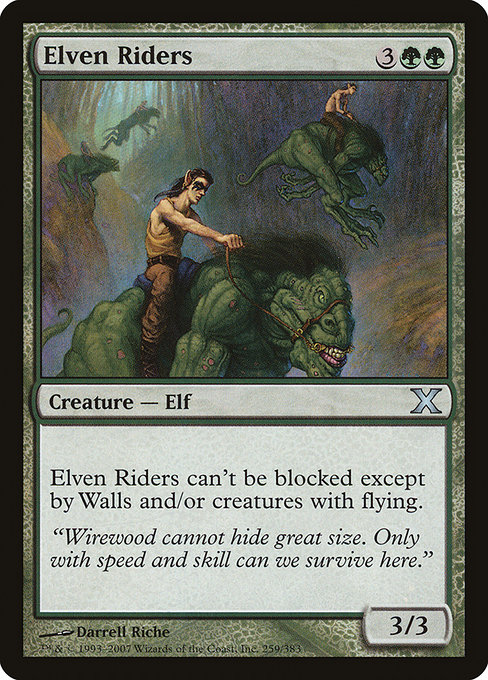 Elven Riders 3
Creature — Elf X
Elven Riders can't be blocked except
by Walls and/or creatures with flying.
“Wirewood cannot hide great size. Only
with speed and skill can we survive here.”
Darrell Riche
™ & © 1993–2007 Wizards of the Coast, Inc. 259/383
3/3